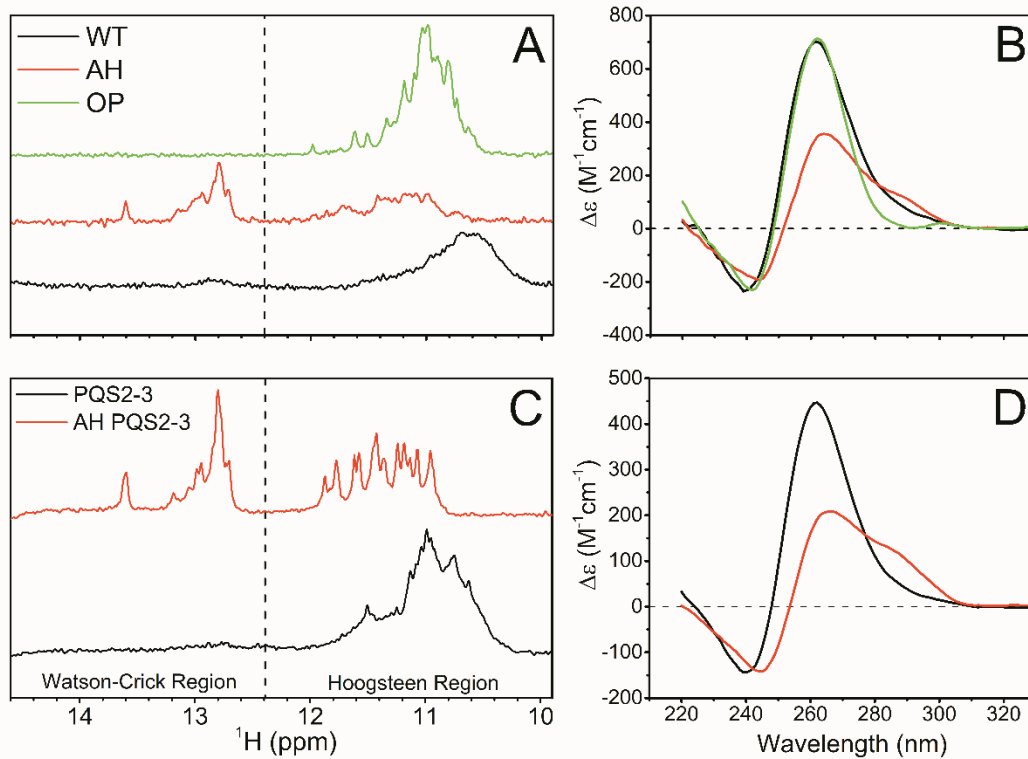 WT
AH
OP
A
B
800
600
400
200
0
-200
-400
Δε (M⁻¹cm⁻¹)
PQS2-3
AH PQS2-3
C
D
500
400
300
200
100
0
-100
-200
Δε (M⁻¹cm⁻¹)
Watson-Crick Region
Hoogsteen Region
14 13 12 11 10
¹H (ppm)
220 240 260 280 300 320
Wavelength (nm)